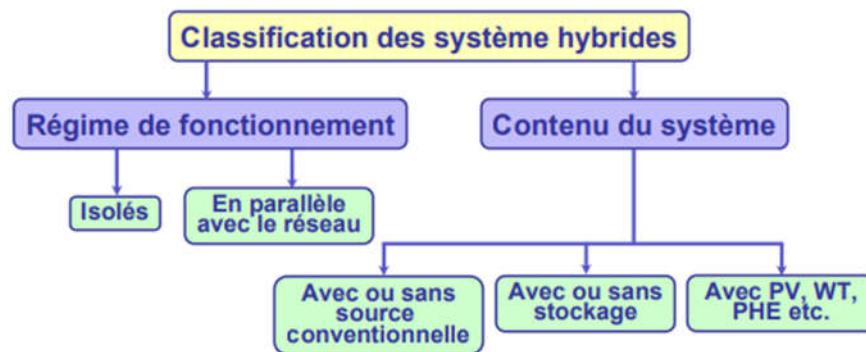 Classification des système hybrides
Régime de fonctionnement
Contenu du système
Isolés
En parallèle
avec le réseau
Avec ou sans
source
conventionnelle
Avec ou sans
stockage
Avec PV, WT,
PHE etc.